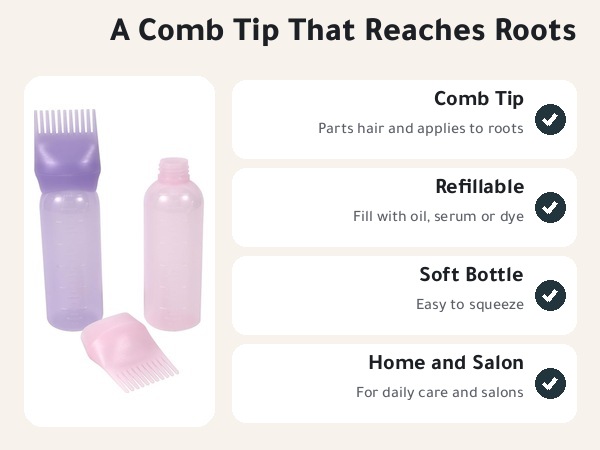 A Comb Tip That Reaches Roots
Comb Tip
Parts hair and applies to roots
Refillable
Fill with oil, serum or dye
Soft Bottle
Easy to squeeze
Home and Salon
For daily care and salons